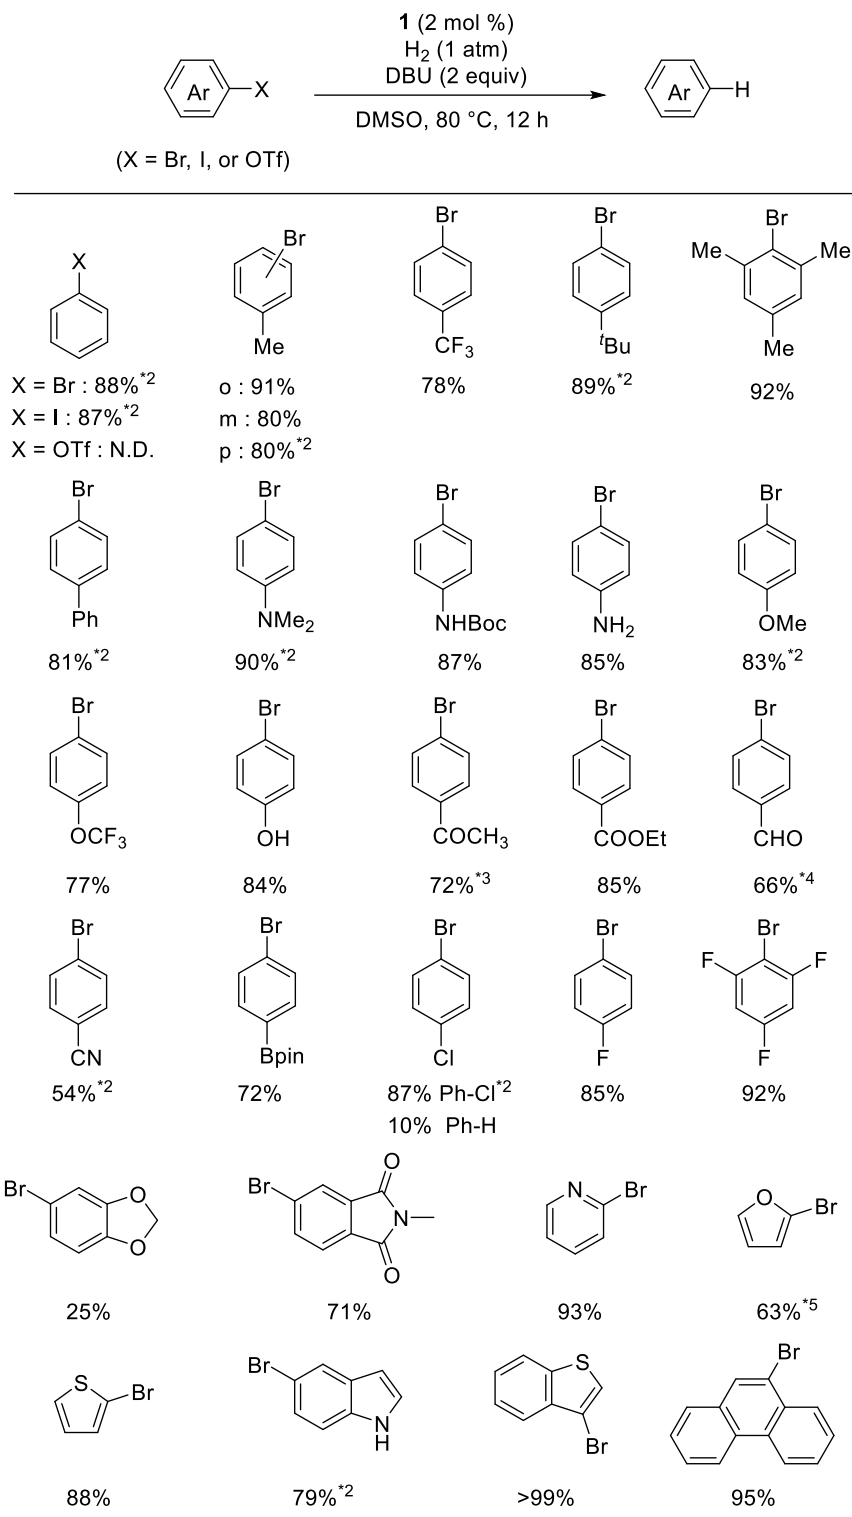 1 (2 mol %)
H2 (1 atm)
DBU (2 equiv)
Ar X Ar H
DMSO, 80 °C, 12 h
(X = Br, I, or OTf)
X Br Br Br Me Br Me
Me CF3 tBu Me
X = Br : 88%*2 o : 91% 78% 89%*2 92%
X = I : 87%*2 m : 80%
X = OTf : N.D. p : 80%*2
Br Br Br Br Br
Ph NMe2 NHBoc NH2 OMe
81%*2 90%*2 87% 85% 83%*2
Br Br Br Br Br
OCF3 OH COCH3 COOEt CHO
77% 84% 72%*3 85% 66%*4
Br Br Br Br F Br F
CN Bpin Cl F F
54%*2 72% 87% Ph-Cl*2 85% 92%
10% Ph-H
Br O O Br O N O N Br O Br
25% 71% 93% 63%*5
S Br Br N H S Br Br
88% 79%*2 >99% 95%